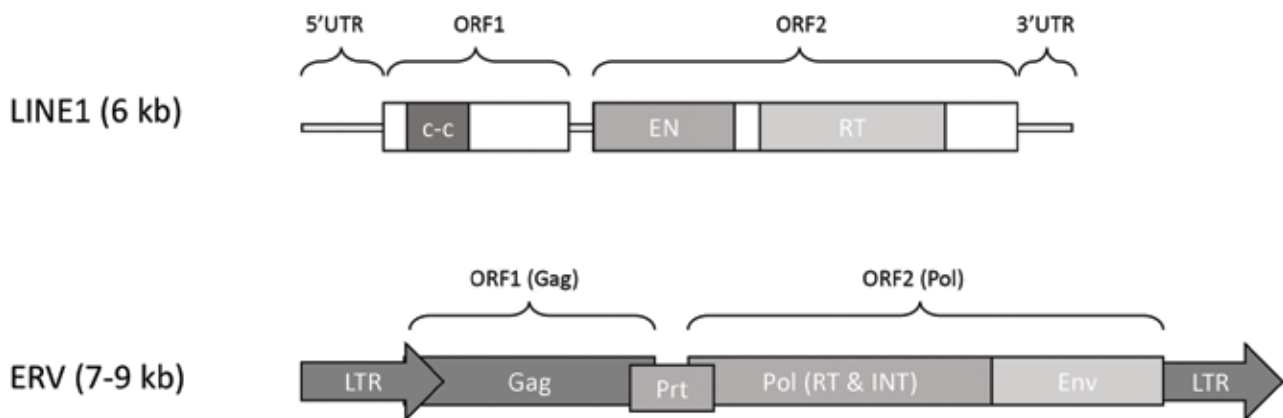 5'UTR ORF1 ORF2 3'UTR
LINE1 (6 kb)
c-c EN RT
ORF1 (Gag) ORF2 (Pol)
ERV (7-9 kb)
LTR Gag Prt Pol (RT & INT) Env LTR